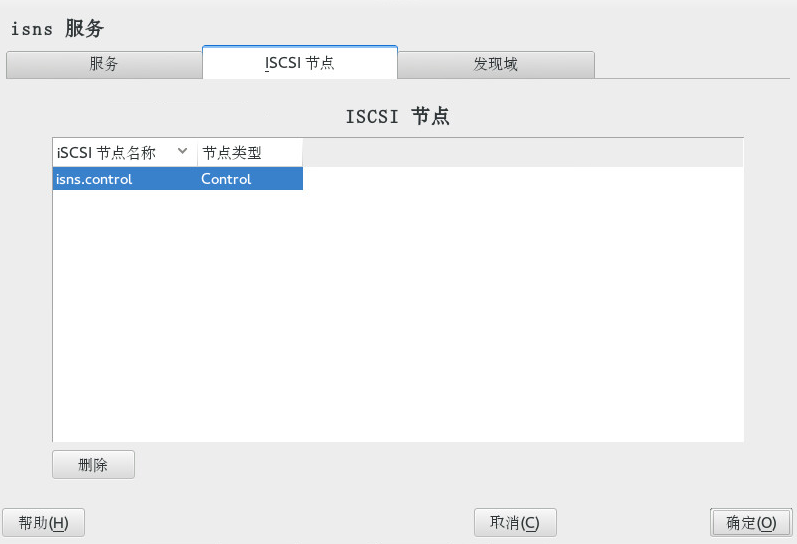 isns 服务
服务 ISCSI 节点 发现域
ISCSI 节点
iSCSI 节点名称 节点类型
isns.control Control
删除
帮助(H) 取消(C) 确定(O)